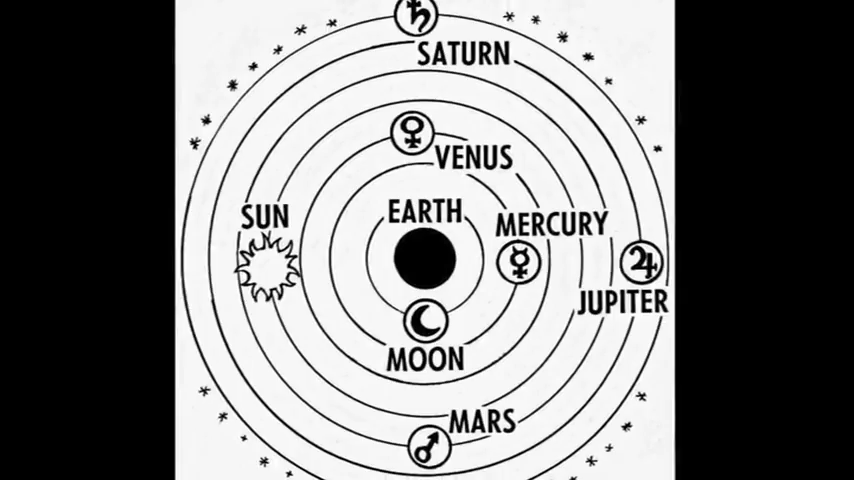 SATURN
VENUS
EARTH
SUN
MERCURY
JUPITER
MOON
MARS